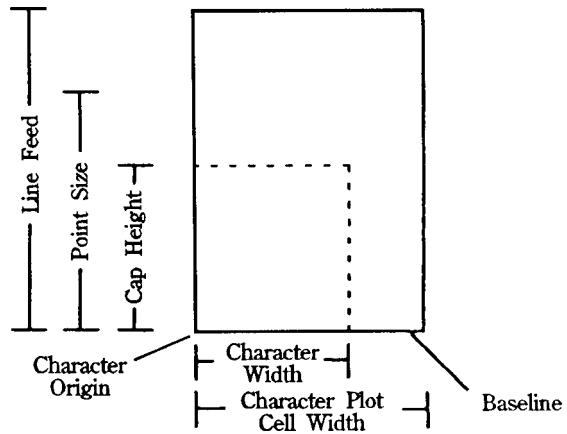 Line Feed
Point Size
Cap Height
Character
Origin
Character
Width
Character Plot
Cell Width
Baseline